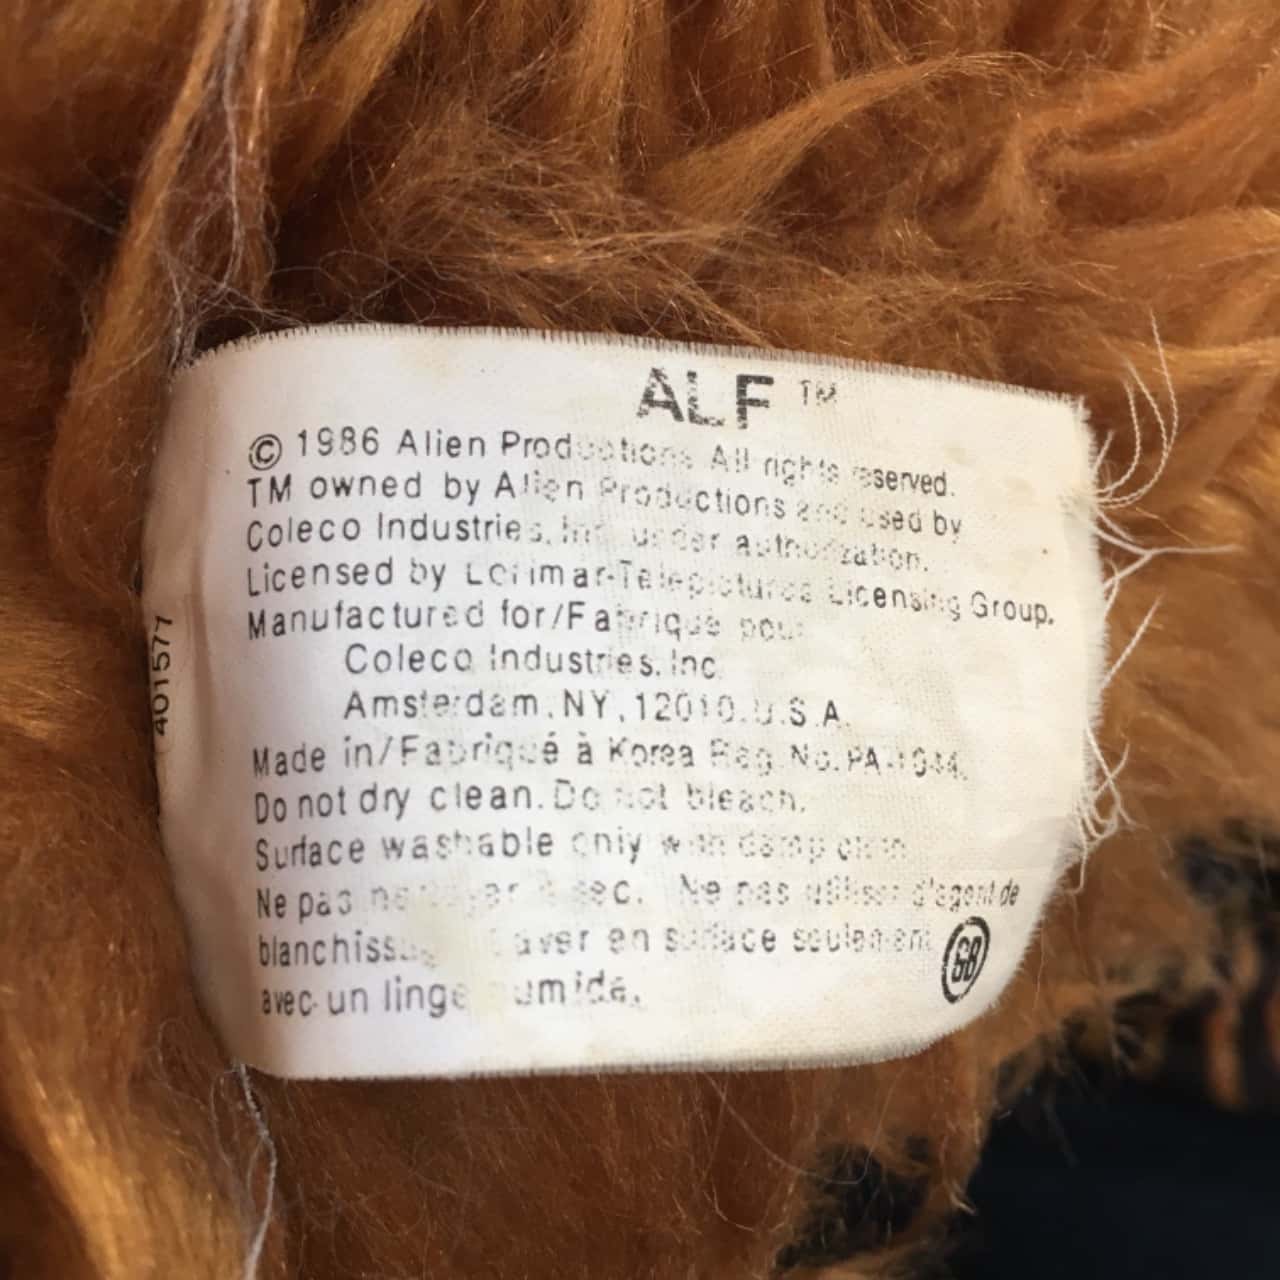 ALF ™
© 1986 Alien Productions All rights reserved.
TM owned by Alien Productions and used by
Coleco Industries, Inc. under authorization.
Licensed by Lorimar-Telepictures Licensing Group.
Manufactured for/Fabriqué pour
Coleco Industries, Inc.
Amsterdam, NY, 12010, U.S.A.
Made in/Fabriqué à Korea Reg. No. PA-1944.
Do not dry clean. Do not bleach.
Surface washable only with damp
Ne pas nettoyer à sec. Ne pas utiliser d'agent de
blanchissage Laver en surface seulement
avec un linge humide.
GB
401577